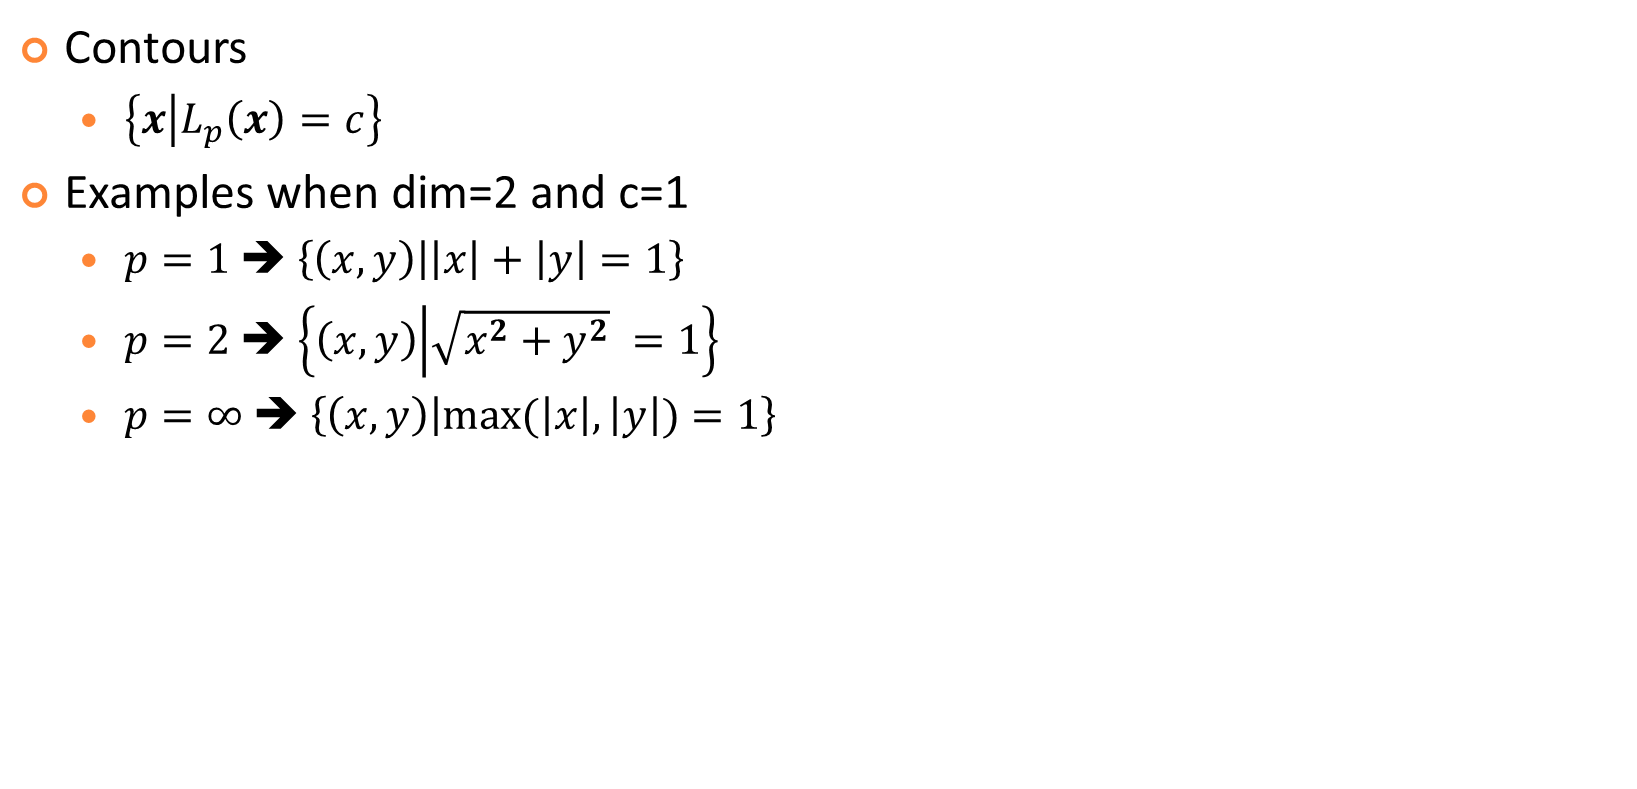 Contours
{x|Lₚ(x) = c}
Examples when dim=2 and c=1
p = 1 ➔ {(x, y)||x| + |y| = 1}
p = 2 ➔ {(x, y)|√(x² + y²) = 1}
p = ∞ ➔ {(x, y)|max(|x|, |y|) = 1}